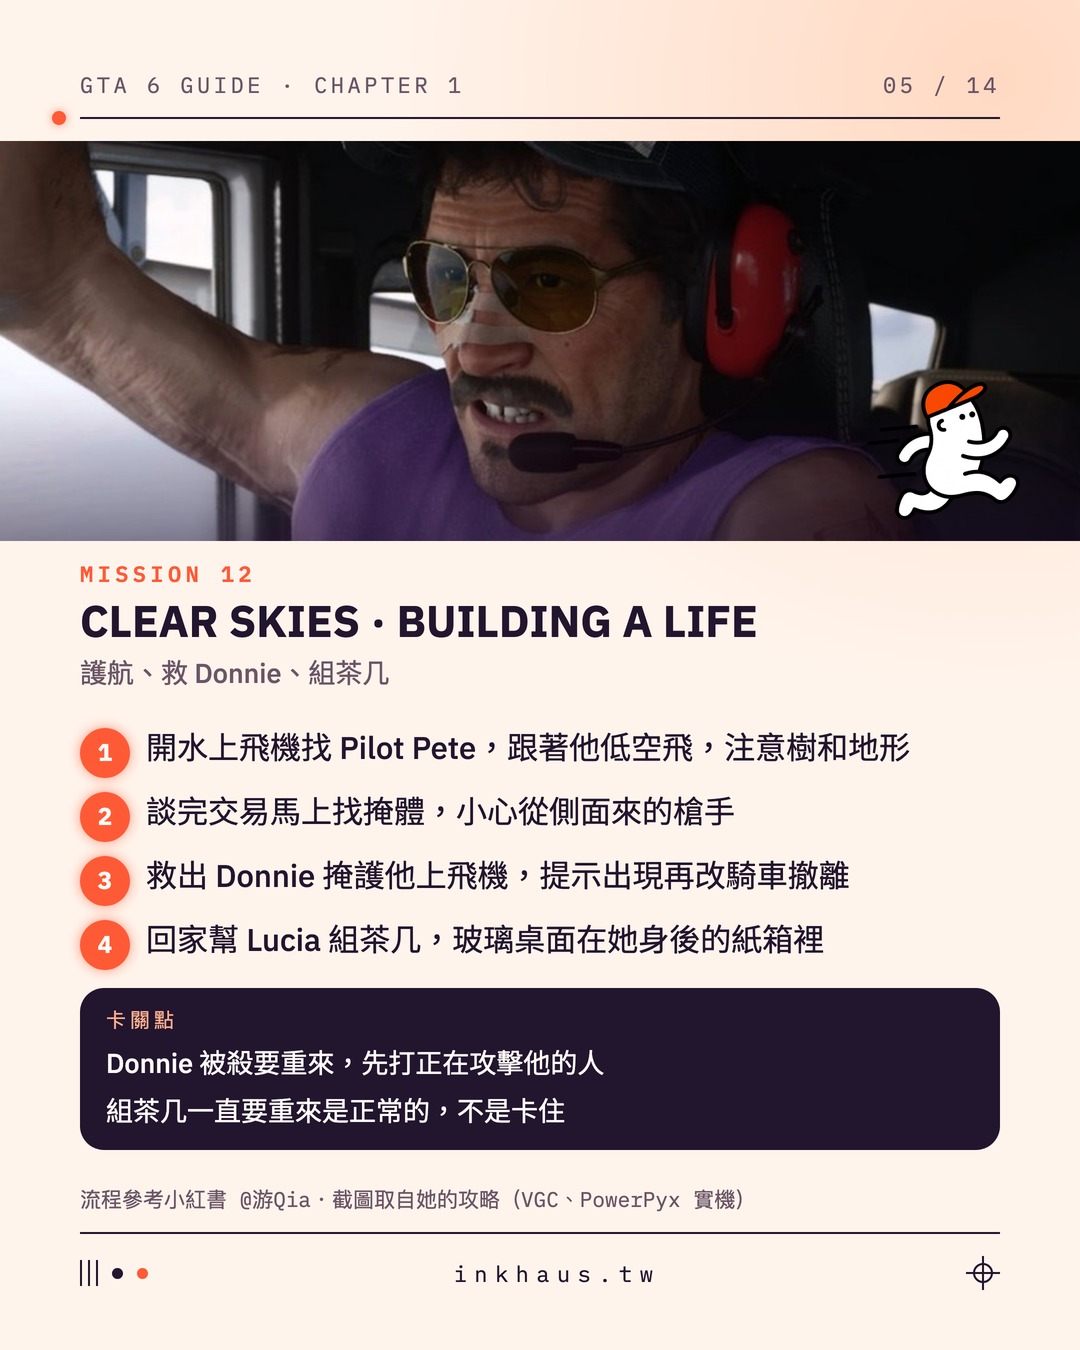 GTA 6 GUIDE · CHAPTER 1
05 / 14
MISSION 12
CLEAR SKIES · BUILDING A LIFE
護航、救 Donnie、組茶几
1 開水上飛機找 Pilot Pete，跟著他低空飛，注意樹和地形
2 談完交易馬上找掩體，小心從側面來的槍手
3 救出 Donnie 掩護他上飛機，提示出現再改騎車撤離
4 回家幫 Lucia 組茶几，玻璃桌面在她身後的紙箱裡
卡關點
Donnie 被殺要重來，先打正在攻擊他的人
組茶几一直要重來是正常的，不是卡住
流程參考小紅書 @游Qia · 截圖取自她的攻略（VGC、PowerPyx 實機）
inkhaus.tw